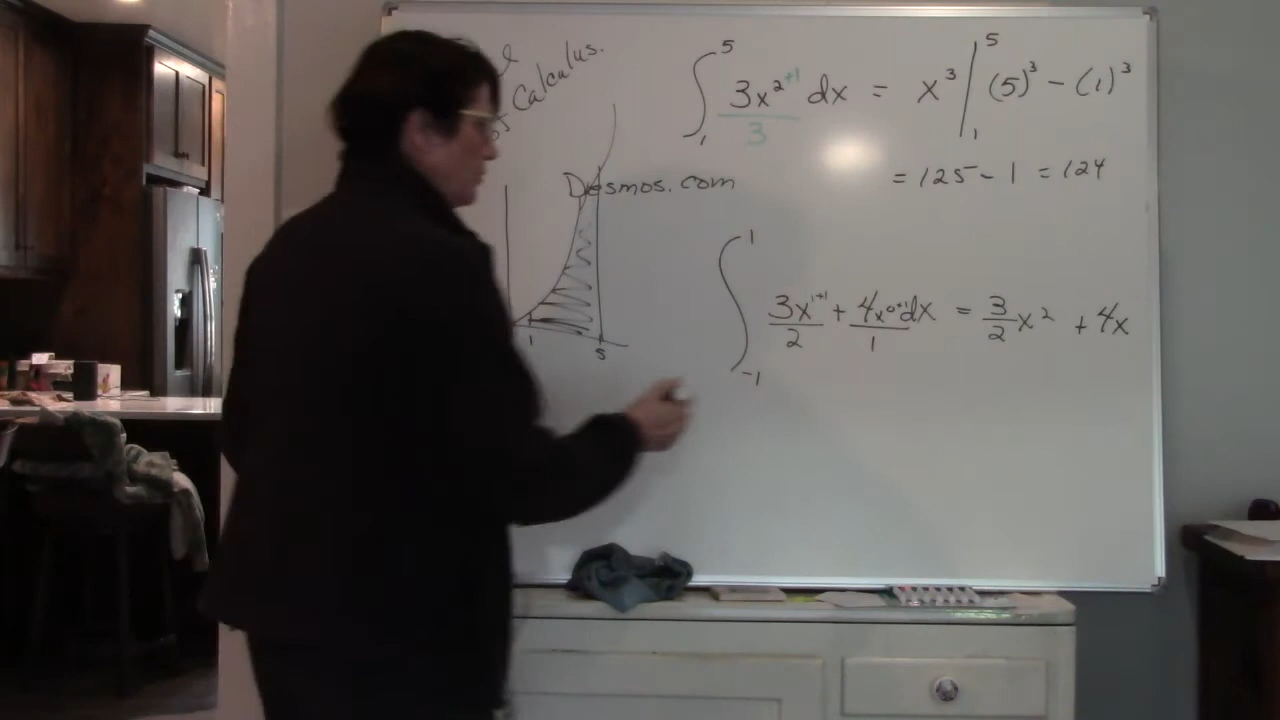 of Calculus.
Desmos.com
1 5
∫₁⁵ 3x²⁺¹/3 dx = x³ |₁⁵ (5)³ - (1)³
= 125 - 1 = 124
∫₋₁¹ 3x¹⁺¹/2 + 4x⁰⁺¹/1 dx = 3/2 x² + 4x